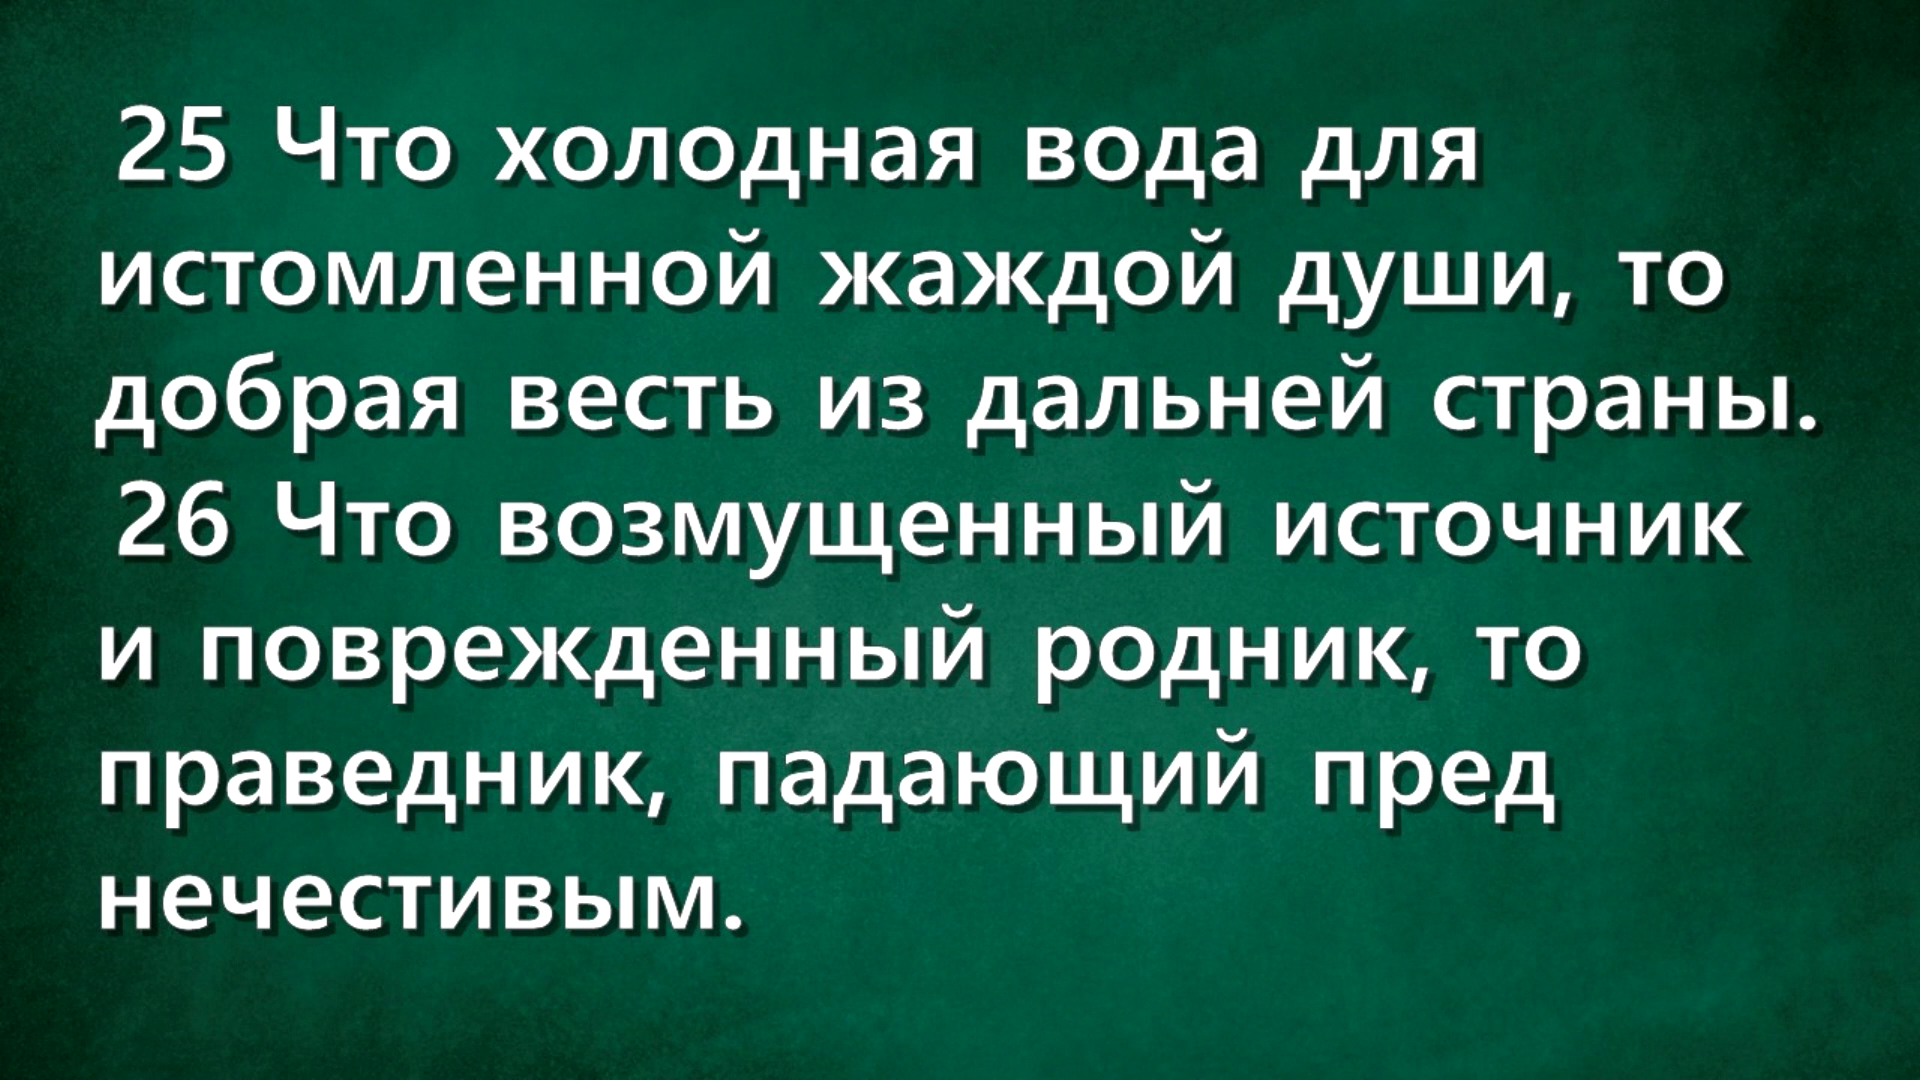 25 Что холодная вода для
истомленной жаждой души, то
добрая весть из дальней страны.
26 Что возмущенный источник
и поврежденный родник, то
праведник, падающий пред
нечестивым.